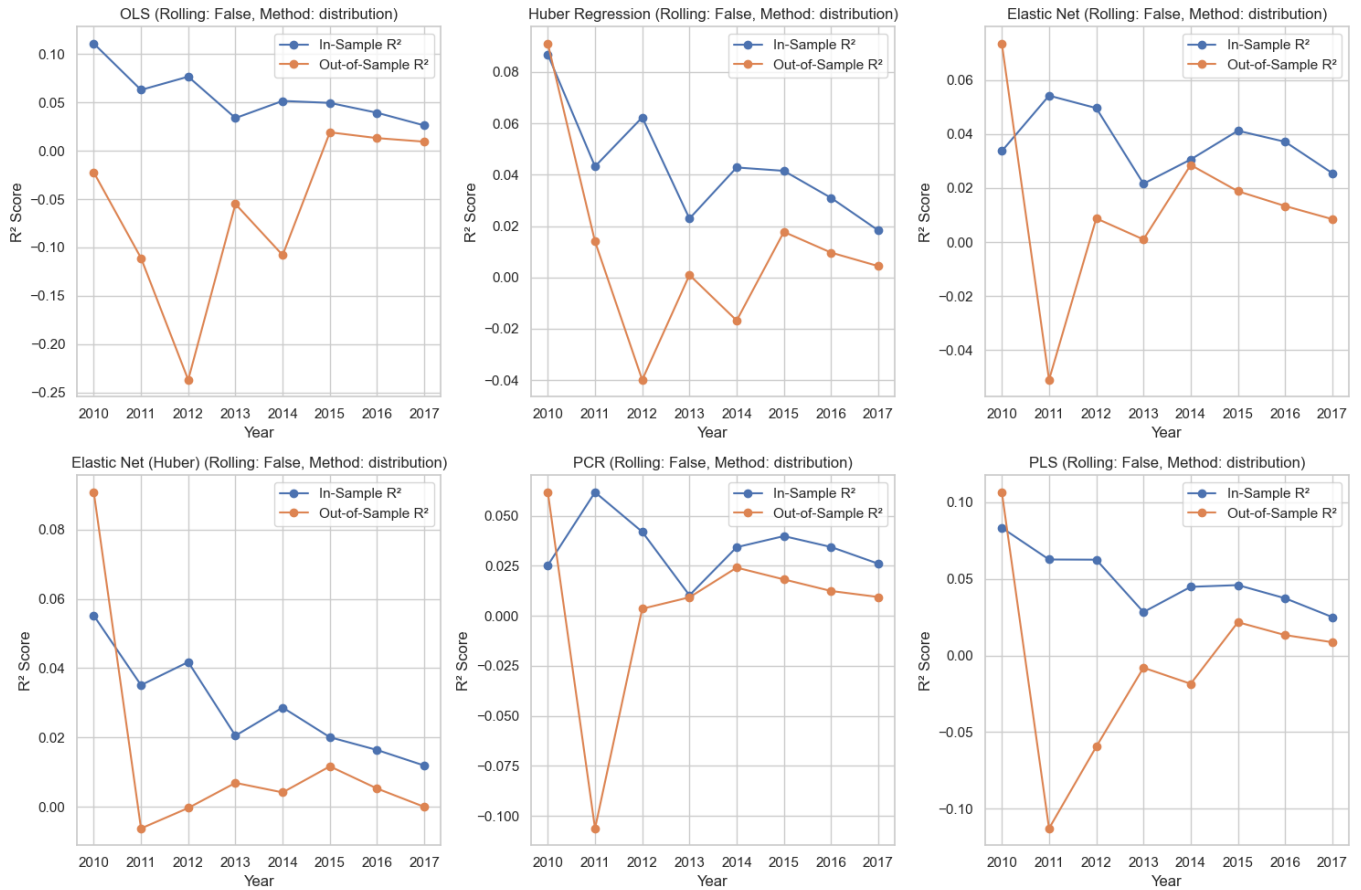 OLS (Rolling: False, Method: distribution)
In-Sample R²
Out-of-Sample R²
R² Score
0.10
0.05
0.00
−0.05
−0.10
−0.15
−0.20
−0.25
2010 2011 2012 2013 2014 2015 2016 2017
Year
Huber Regression (Rolling: False, Method: distribution)
In-Sample R²
Out-of-Sample R²
R² Score
0.08
0.06
0.04
0.02
0.00
−0.02
−0.04
2010 2011 2012 2013 2014 2015 2016 2017
Year
Elastic Net (Rolling: False, Method: distribution)
In-Sample R²
Out-of-Sample R²
R² Score
0.06
0.04
0.02
0.00
−0.02
−0.04
2010 2011 2012 2013 2014 2015 2016 2017
Year
Elastic Net (Huber) (Rolling: False, Method: distribution)
In-Sample R²
Out-of-Sample R²
R² Score
0.08
0.06
0.04
0.02
0.00
2010 2011 2012 2013 2014 2015 2016 2017
Year
PCR (Rolling: False, Method: distribution)
In-Sample R²
Out-of-Sample R²
R² Score
0.050
0.025
0.000
−0.025
−0.050
−0.075
−0.100
2010 2011 2012 2013 2014 2015 2016 2017
Year
PLS (Rolling: False, Method: distribution)
In-Sample R²
Out-of-Sample R²
R² Score
0.10
0.05
0.00
−0.05
−0.10
2010 2011 2012 2013 2014 2015 2016 2017
Year